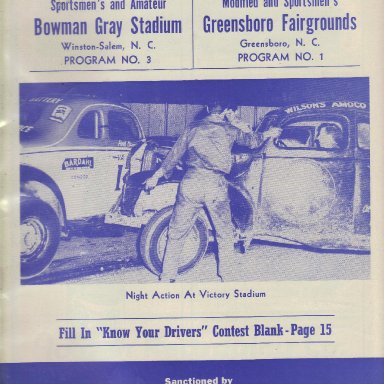 Sportsmen's and Amateur
Bowman Gray Stadium
Winston-Salem, N. C.
PROGRAM NO. 3
Modified and Sportsmen's
Greensboro Fairgrounds
Greensboro, N. C.
PROGRAM NO. 1
BATTERY
WILSON'S AMOCO
BARDAHL
1
Night Action At Victory Stadium
Fill In "Know Your Drivers" Contest Blank - Page 15
Sanctioned by